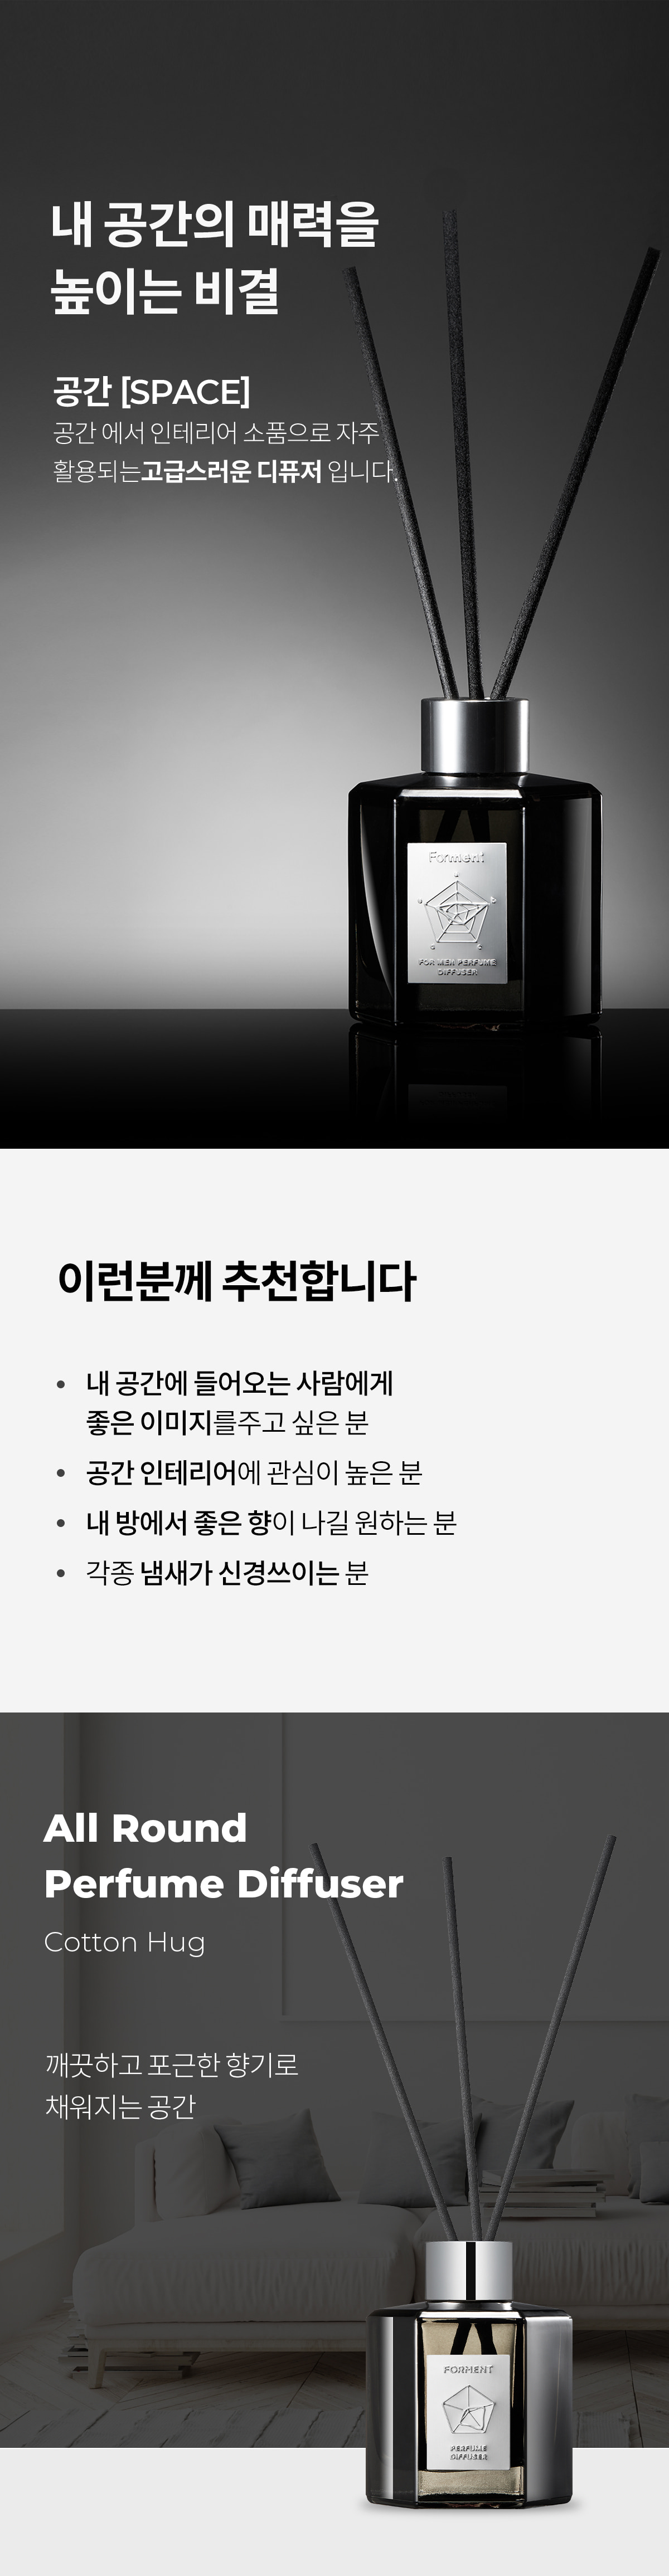 내 공간의 매력을
높이는 비결
공간 [SPACE]
공간 에서 인테리어 소품으로 자주
활용되는고급스러운 디퓨저 입니다.
Forment
FOR MEN PERFUME
DIFFUSER
이런분께 추천합니다
• 내 공간에 들어오는 사람에게
좋은 이미지를주고 싶은 분
• 공간 인테리어에 관심이 높은 분
• 내 방에서 좋은 향이 나길 원하는 분
• 각종 냄새가 신경쓰이는 분
All Round
Perfume Diffuser
Cotton Hug
깨끗하고 포근한 향기로
채워지는 공간
FORMENT
PERFUME
DIFFUSER